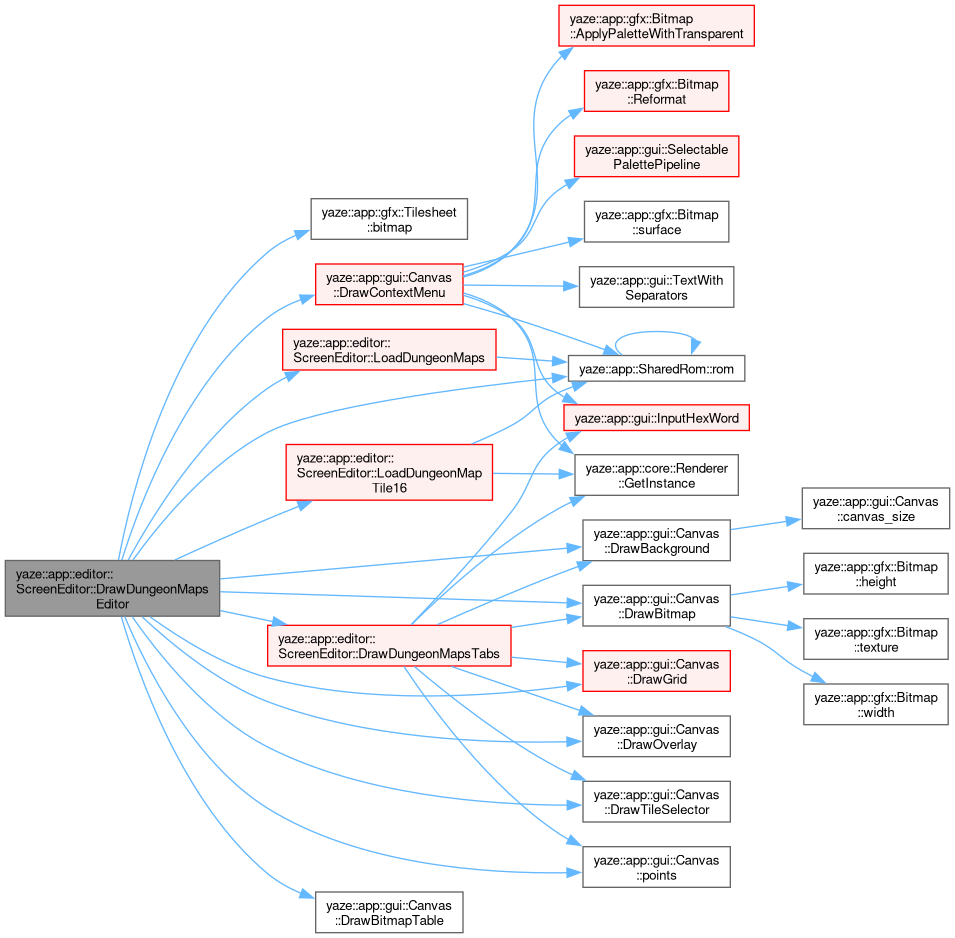 yaze::app::gfx::Bitmap
::ApplyPaletteWithTransparent
yaze::app::gfx::Bitmap
::Reformat
yaze::app::gui::Selectable
PalettePipeline
yaze::app::gfx::Tilesheet
::bitmap
yaze::app::gfx::Bitmap
::surface
yaze::app::gui::Canvas
::DrawContextMenu
yaze::app::gui::TextWith
Separators
yaze::app::editor::
ScreenEditor::LoadDungeonMaps
yaze::app::SharedRom::rom
yaze::app::gui::InputHexWord
yaze::app::editor::
ScreenEditor::LoadDungeonMap
Tile16
yaze::app::core::Renderer
::GetInstance
yaze::app::gui::Canvas
::canvas_size
yaze::app::gui::Canvas
::DrawBackground
yaze::app::gfx::Bitmap
::height
yaze::app::editor::
ScreenEditor::DrawDungeonMaps
Editor
yaze::app::gui::Canvas
::DrawBitmap
yaze::app::gfx::Bitmap
::texture
yaze::app::editor::
ScreenEditor::DrawDungeonMapsTabs
yaze::app::gui::Canvas
::DrawGrid
yaze::app::gfx::Bitmap
::width
yaze::app::gui::Canvas
::DrawOverlay
yaze::app::gui::Canvas
::DrawTileSelector
yaze::app::gui::Canvas
::points
yaze::app::gui::Canvas
::DrawBitmapTable